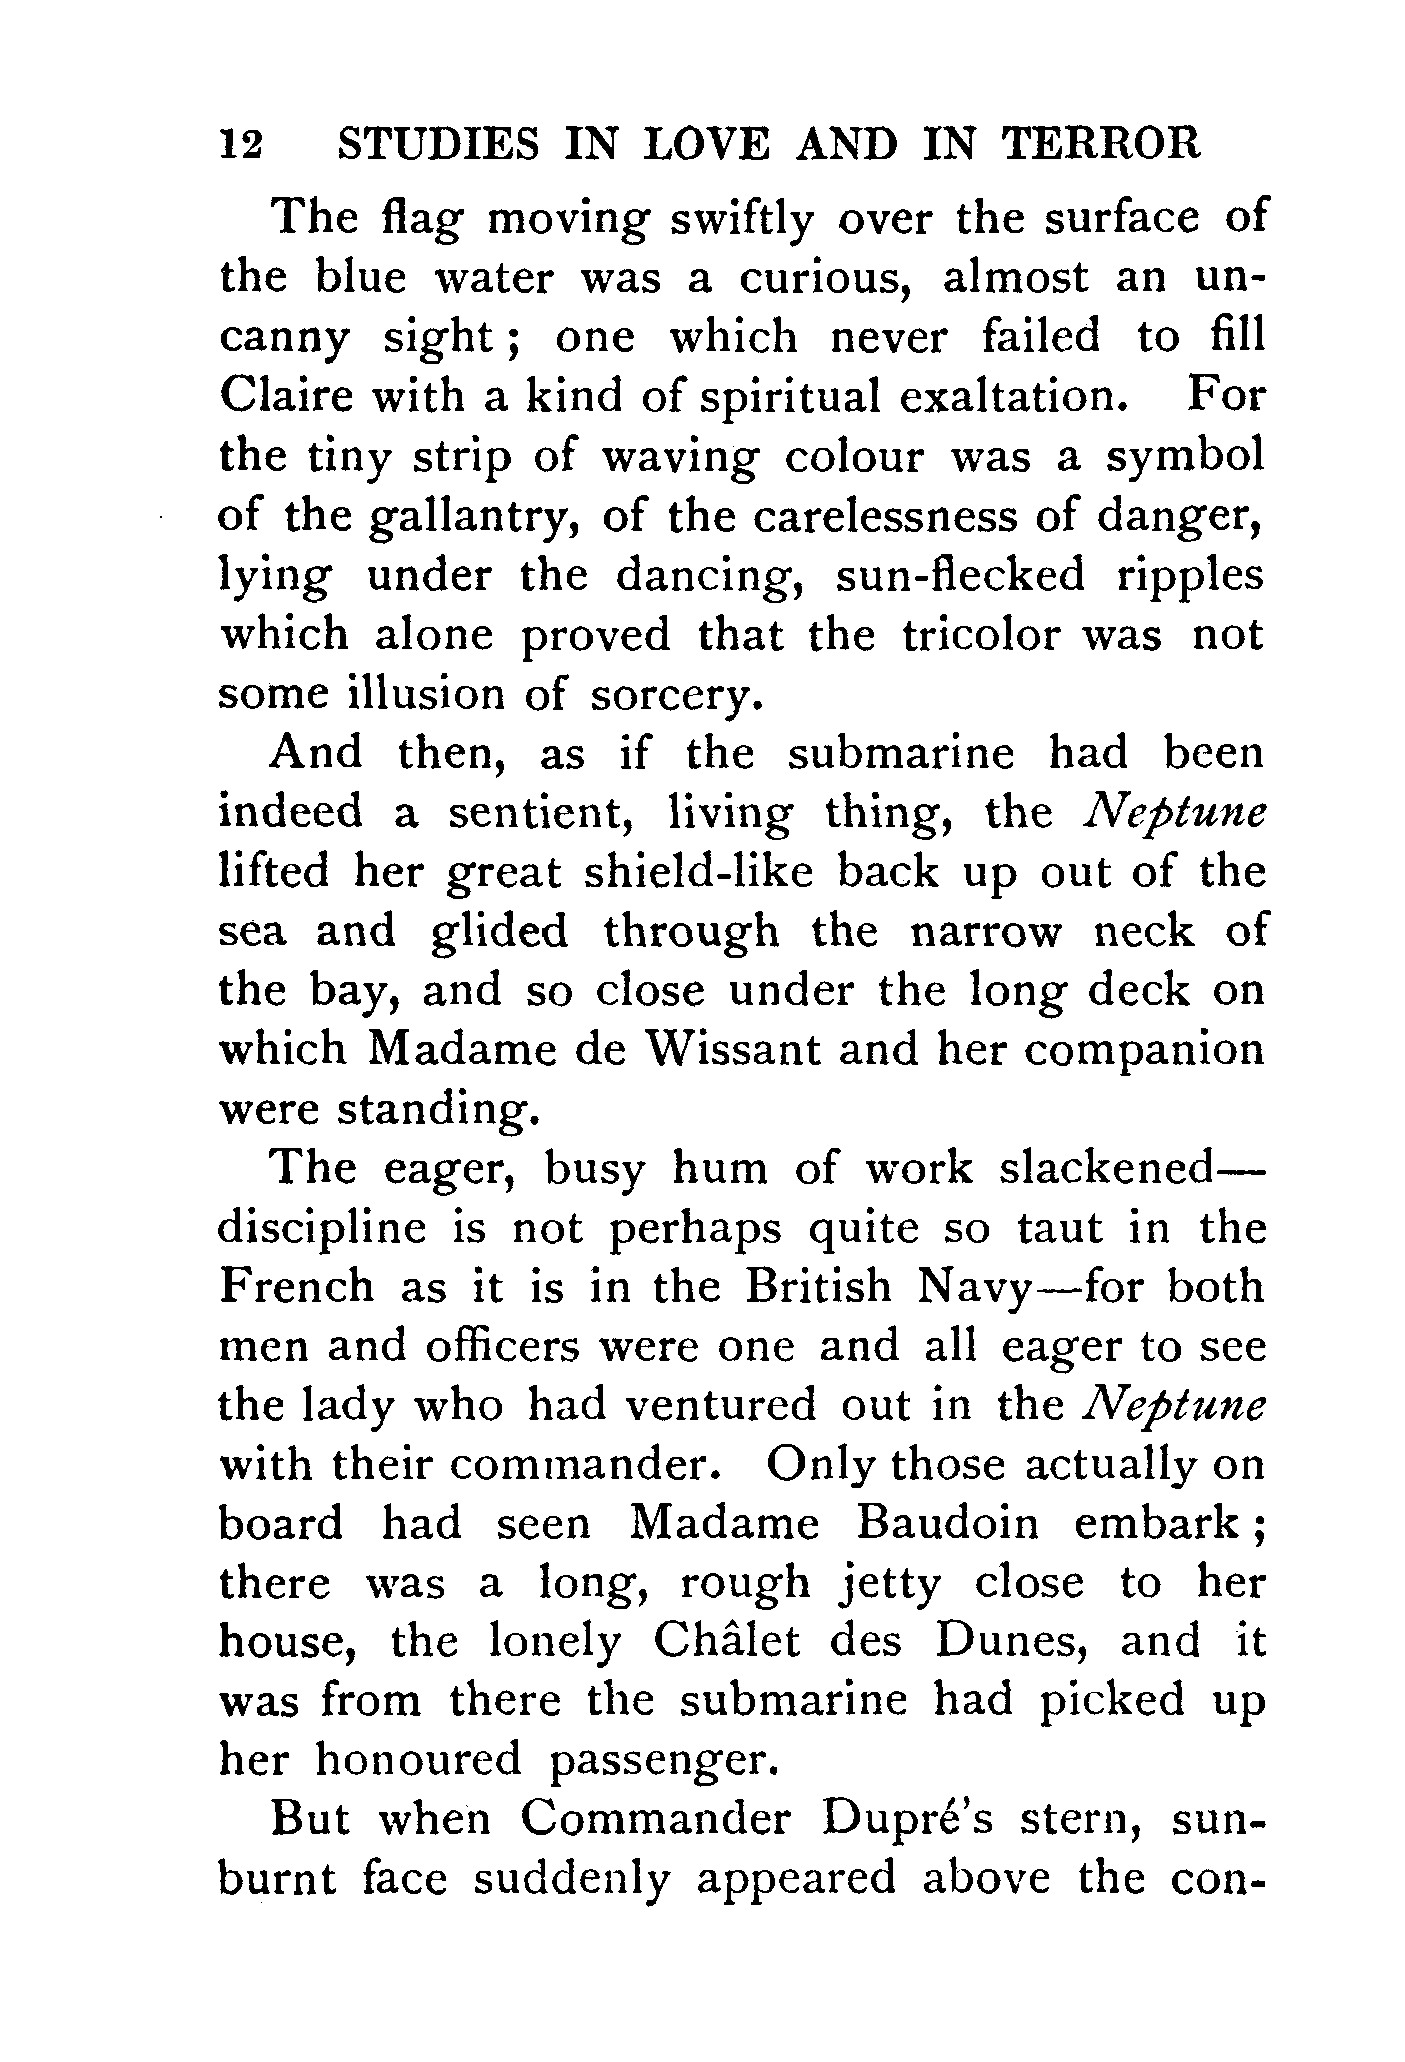 12 STUDIES IN LOVE AND IN TERROR
The flag moving swiftly over the surface of
the blue water was a curious, almost an un-
canny sight ; one which never failed to fill
Claire with a kind of spiritual exaltation. For
the tiny strip of waving colour was a symbol
of the gallantry, of the carelessness of danger,
lying under the dancing, sun-flecked ripples
which alone proved that the tricolor was not
some illusion of sorcery.
And then, as if the submarine had been
indeed a sentient, living thing, the Neptune
lifted her great shield-like back up out of the
sea and glided through the narrow neck of
the bay, and so close under the long deck on
which Madame de Wissant and her companion
were standing.
The eager, busy hum of work slackened—
discipline is not perhaps quite so taut in the
French as it is in the British Navy—for both
men and officers were one and all eager to see
the lady who had ventured out in the Neptune
with their commander. Only those actually on
board had seen Madame Baudoin embark ;
there was a long, rough jetty close to her
house, the lonely Châlet des Dunes, and it
was from there the submarine had picked up
her honoured passenger.
But when Commander Dupré's stern, sun-
burnt face suddenly appeared above the con-